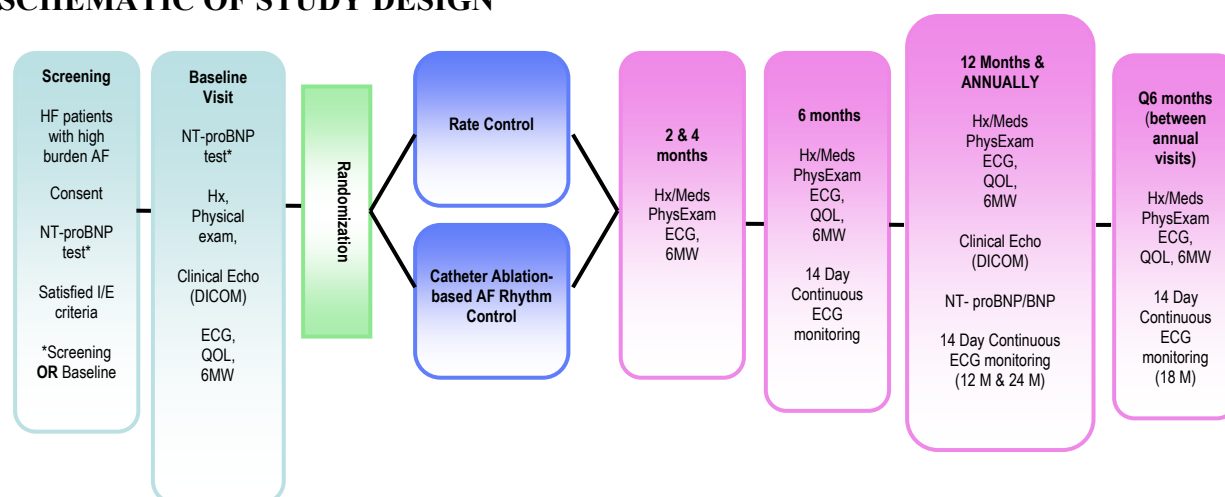 SCHEMATIC OF STUDY DESIGN
Screening
HF patients
with high
burden AF
Consent
NT-proBNP
test*
Satisfied I/E
criteria
*Screening
OR Baseline
Baseline
Visit
NT-proBNP
test*
Hx,
Physical
exam,
Clinical Echo
(DICOM)
ECG,
QOL,
6MW
Randomization
Rate Control
Catheter Ablation-
based AF Rhythm
Control
2 & 4
months
Hx/Meds
PhysExam
ECG,
6MW
6 months
Hx/Meds
PhysExam
ECG,
QOL,
6MW
14 Day
Continuous
ECG
monitoring
12 Months &
ANNUALLY
Hx/Meds
PhysExam
ECG,
QOL,
6MW
Clinical Echo
(DICOM)
NT- proBNP/BNP
14 Day Continuous
ECG monitoring
(12 M & 24 M)
Q6 months
(between
annual
visits)
Hx/Meds
PhysExam
ECG,
QOL, 6MW
14 Day
Continuous
ECG
monitoring
(18 M)